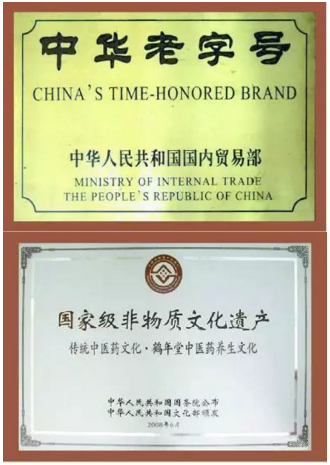 中华老字号
CHINA'S TIME-HONORED BRAND
中华人民共和国国内贸易部
MINISTRY OF INTERNAL TRADE
THE PEOPLE'S REPUBLIC OF CHINA
国家级非物质文化遗产
传统中医药文化·鹤年堂中医药养生文化
中华人民共和国国务院公布
中华人民共和国文化部颁发
2008年6月